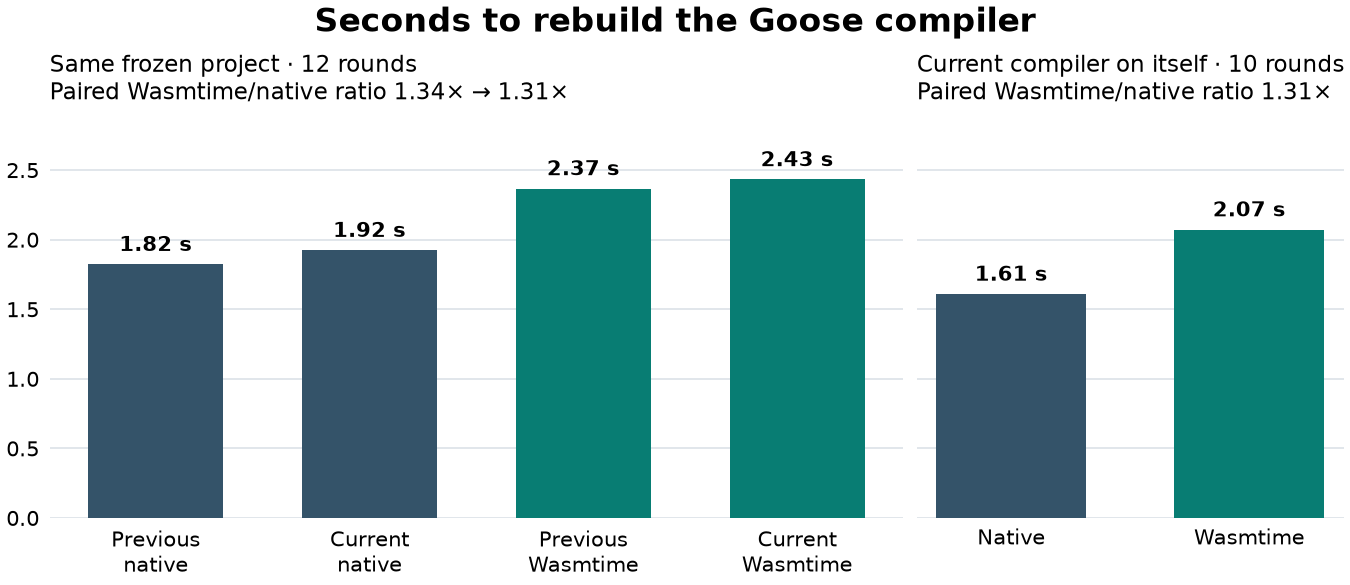 Seconds to rebuild the Goose compiler
Same frozen project · 12 rounds
Paired Wasmtime/native ratio 1.34× → 1.31×
Current compiler on itself · 10 rounds
Paired Wasmtime/native ratio 1.31×
2.5
2.0
1.5
1.0
0.5
0.0
1.82 s
1.92 s
2.37 s
2.43 s
1.61 s
2.07 s
Previous
native
Current
native
Previous
Wasmtime
Current
Wasmtime
Native
Wasmtime